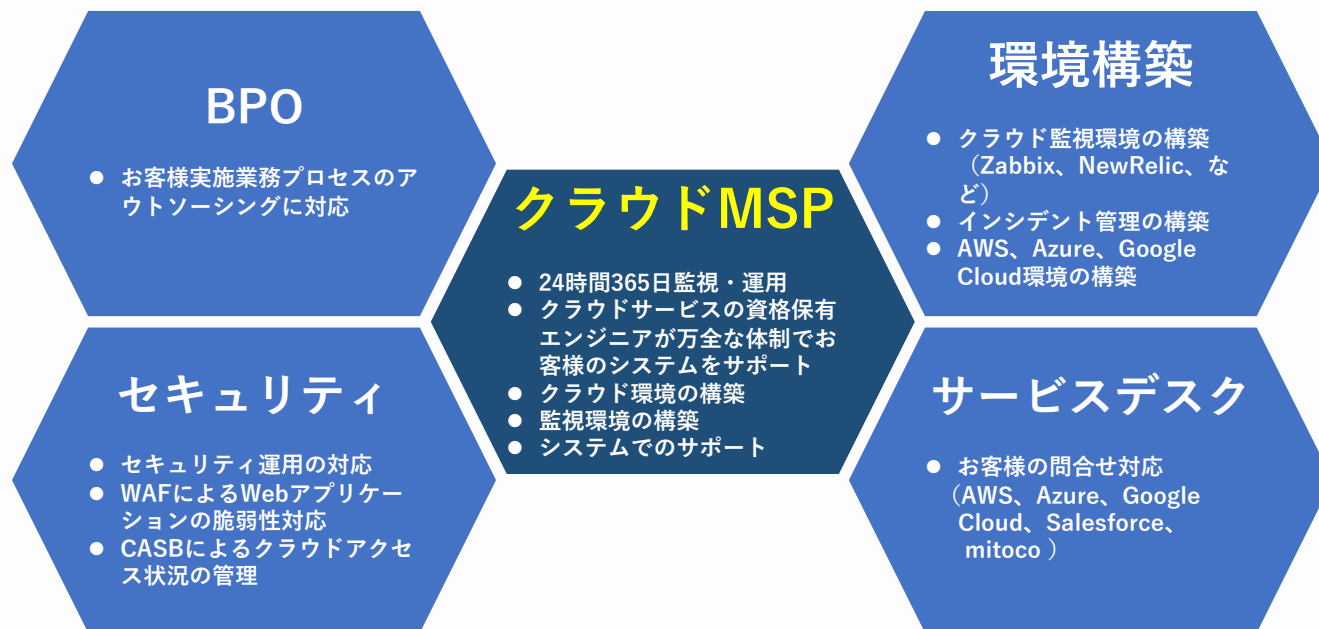 BPO
● お客様実施業務プロセスのア
ウトソーシングに対応
セキュリティ
● セキュリティ運用の対応
● WAFによるWebアプリケー
ションの脆弱性対応
● CASBによるクラウドアクセ
ス状況の管理
クラウドMSP
● 24時間365日監視・運用
● クラウドサービスの資格保有
エンジニアが万全な体制でお
客様のシステムをサポート
● クラウド環境の構築
● 監視環境の構築
● システムでのサポート
環境構築
● クラウド監視環境の構築
（Zabbix、NewRelic、な
ど）
● インシデント管理の構築
● AWS、Azure、Google
Cloud環境の構築
サービスデスク
● お客様の問合せ対応
（AWS、Azure、Google
Cloud、Salesforce、
mitoco ）